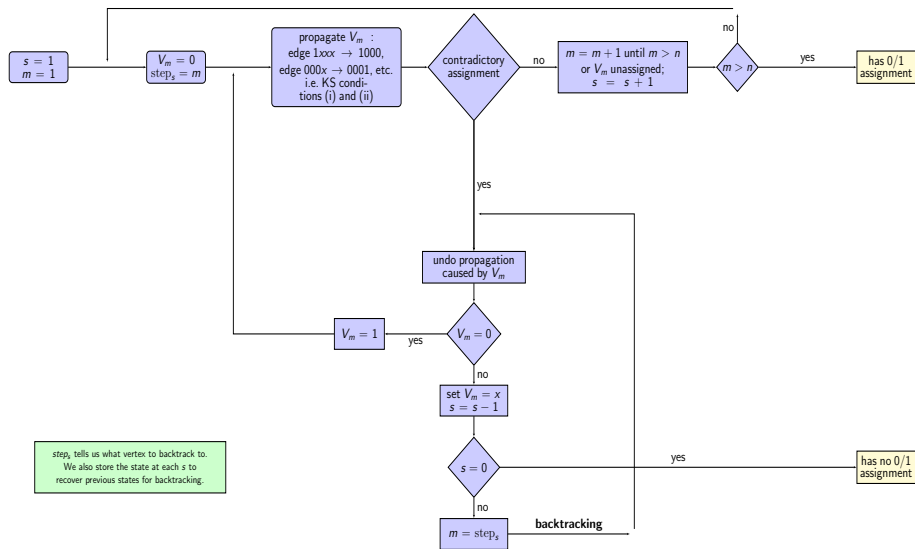 no
s = 1
m = 1
V_m = 0
step_s = m
propagate V_m :
edge 1xxx → 1000,
edge 000x → 0001, etc.
i.e. KS condi-
tions (i) and (ii)
contradictory
assignment
no
m = m + 1 until m > n
or V_m unassigned;
s = s + 1
m > n
yes
has 0/1
assignment
yes
undo propagation
caused by V_m
V_m = 1
yes
V_m = 0
no
set V_m = x
s = s − 1
step_s tells us what vertex to backtrack to.
We also store the state at each s to
recover previous states for backtracking.
s = 0
yes
has no 0/1
assignment
no
m = step_s
backtracking